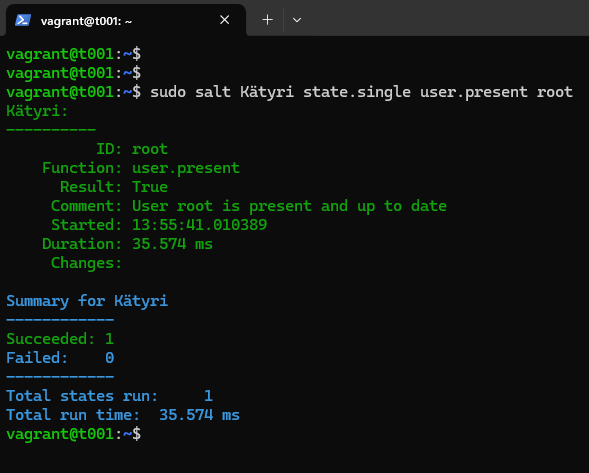 vagrant@t001: ~
vagrant@t001:~$
vagrant@t001:~$
vagrant@t001:~$ sudo salt Kätyri state.single user.present root
Kätyri:
----------
          ID: root
    Function: user.present
      Result: True
     Comment: User root is present and up to date
     Started: 13:55:41.010389
    Duration: 35.574 ms
     Changes:

Summary for Kätyri
------------
Succeeded: 1
Failed:    0
------------
Total states run:     1
Total run time:  35.574 ms
vagrant@t001:~$